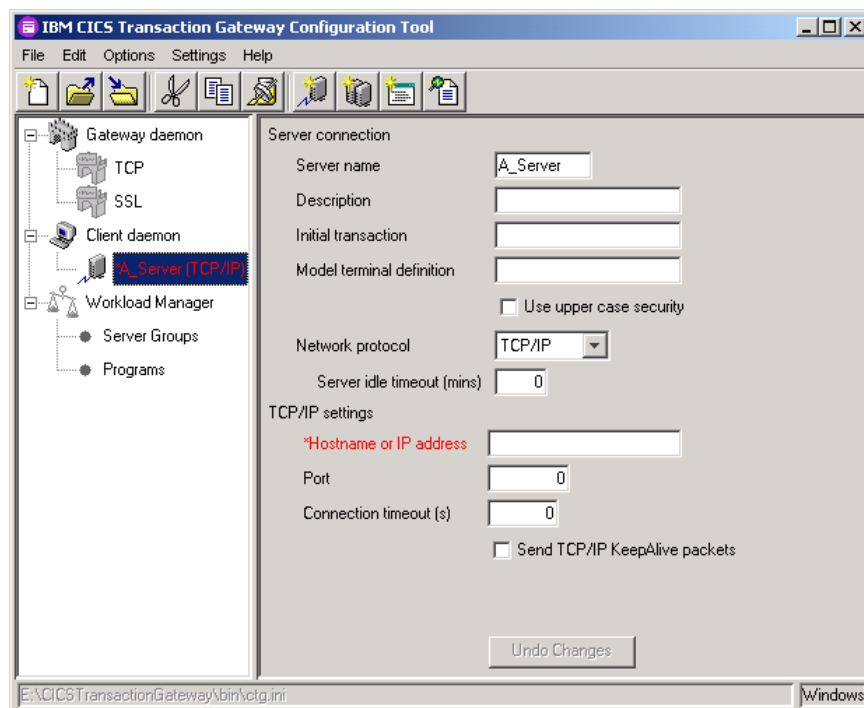 IBM CICS Transaction Gateway Configuration Tool
File Edit Options Settings Help
Gateway daemon
TCP
SSL
Client daemon
*A_Server (TCP/IP)
Workload Manager
Server Groups
Programs
Server connection
Server name A_Server
Description
Initial transaction
Model terminal definition
Use upper case security
Network protocol TCP/IP
Server idle timeout (mins) 0
TCP/IP settings
*Hostname or IP address
Port 0
Connection timeout (s) 0
Send TCP/IP KeepAlive packets
Undo Changes
E:\CICSTransactionGateway\bin\ctg.ini Windows